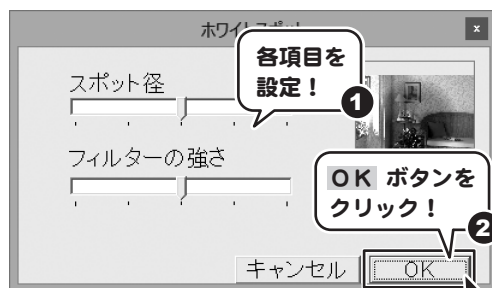 ホワイトスポット
各項目を
設定！
❶
スポット径
フィルターの強さ
OK ボタンを
クリック！
❷
キャンセル
OK